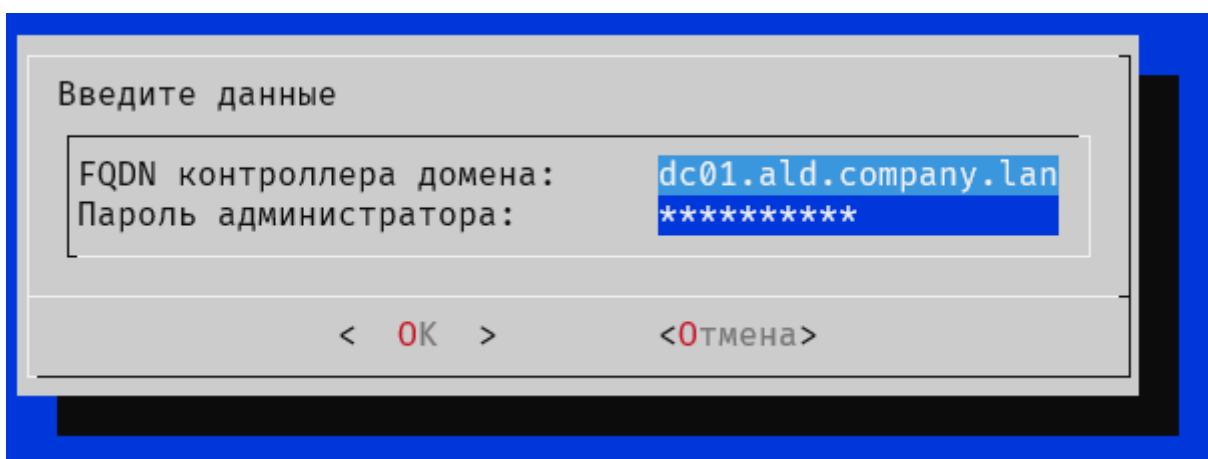 Введите данные
FQDN контроллера домена: dc01.ald.company.lan
Пароль администратора: **********
< OK > <Отмена>